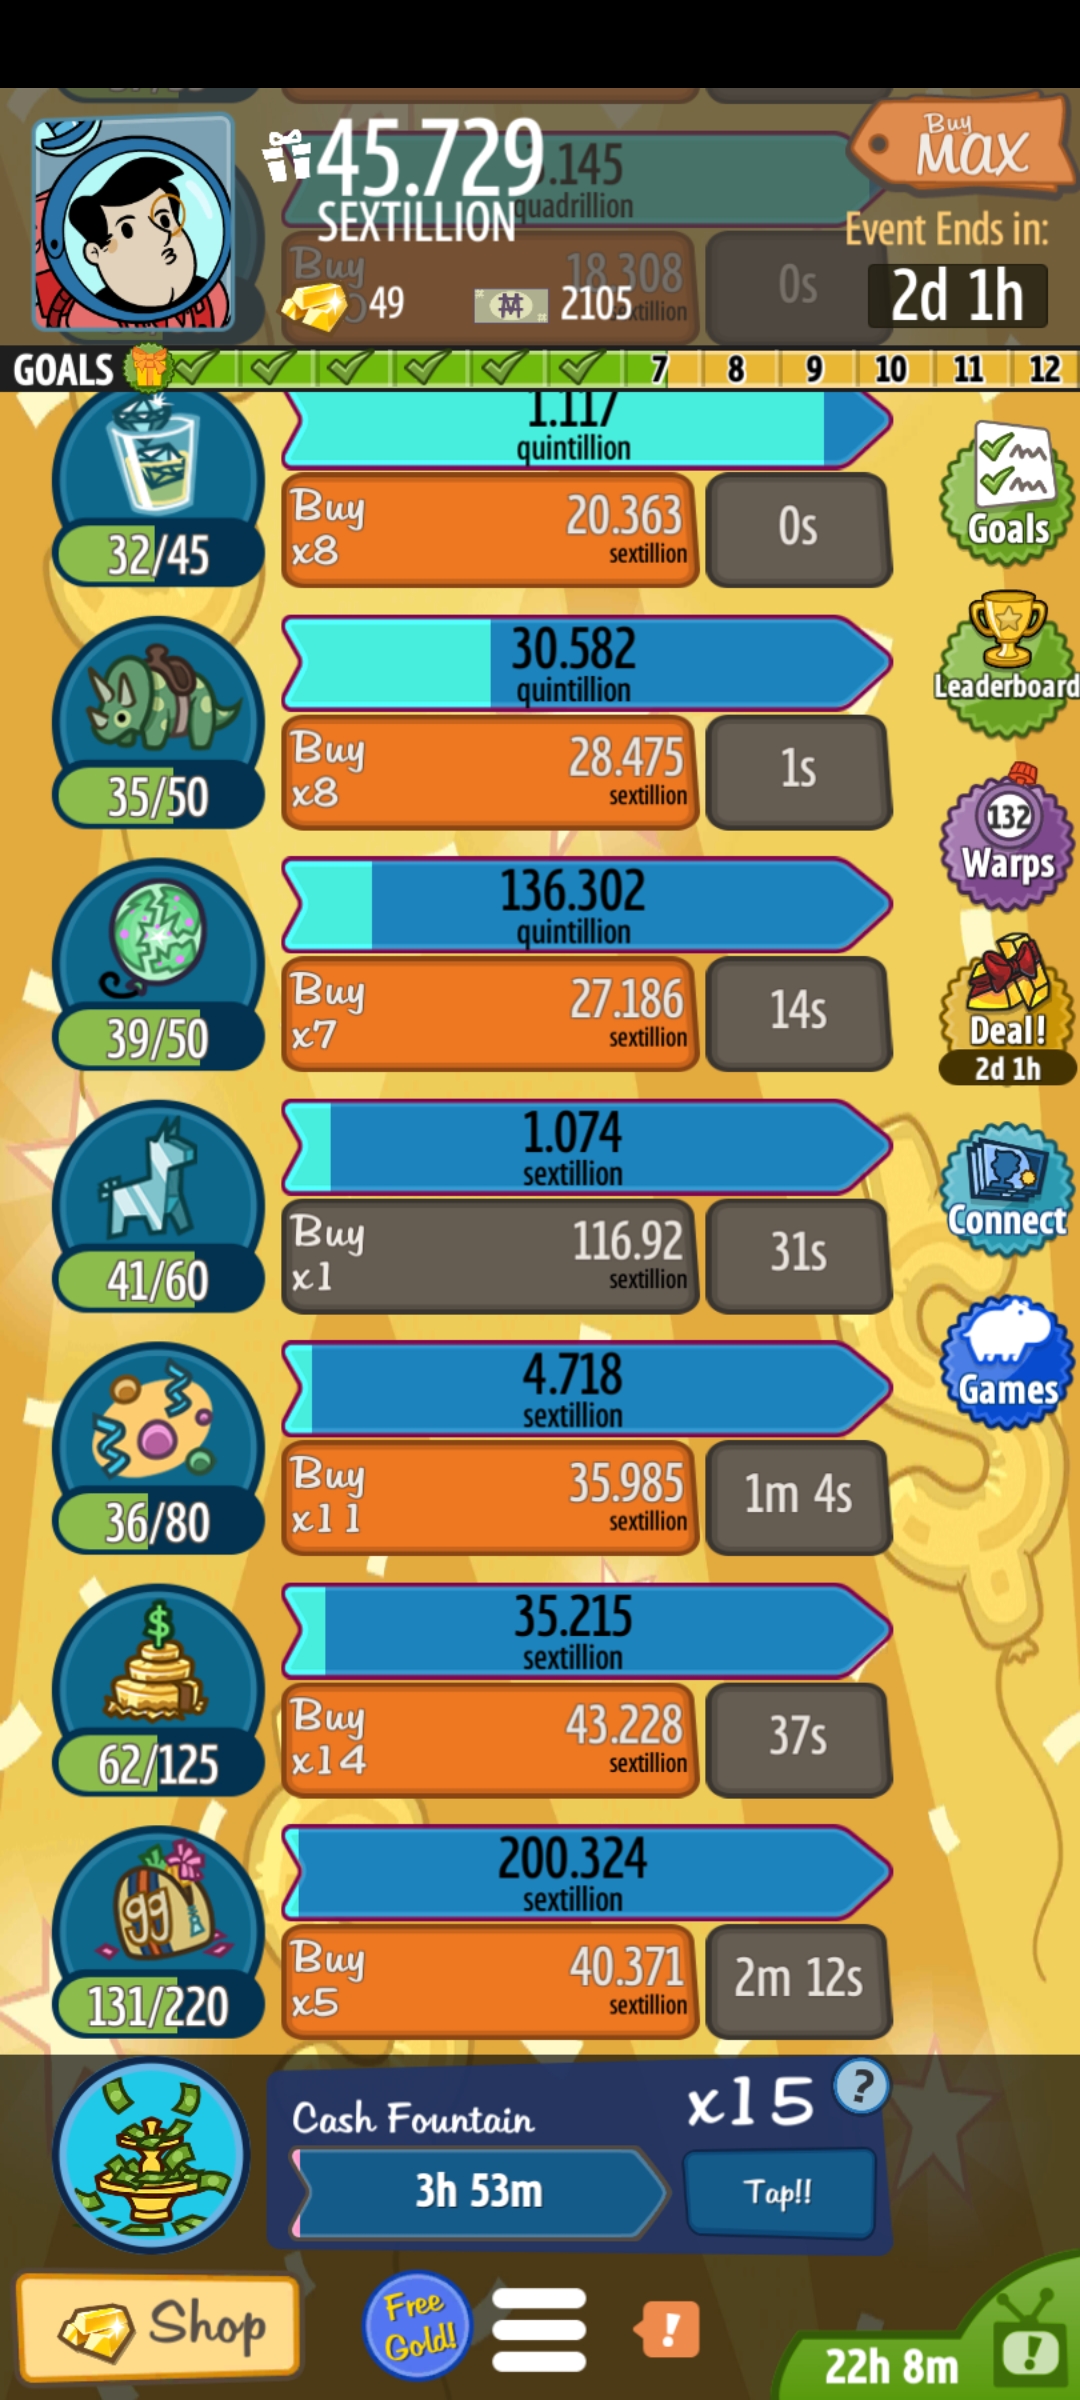 45.729
SEXTILLION
.145
quadrillion
Buy
MAX
Event Ends in:
2d 1h
Buy
18.308
0s
49
2105
GOALS
7
8
9
10
11
12
1.117
quintillion
32/45
Buy
x8
20.363
sextillion
0s
Goals
30.582
quintillion
35/50
Buy
x8
28.475
sextillion
1s
Leaderboard
132
Warps
136.302
quintillion
39/50
Buy
x7
27.186
sextillion
14s
Deal!
2d 1h
1.074
sextillion
41/60
Buy
x1
116.92
sextillion
31s
Connect
4.718
sextillion
36/80
Buy
x11
35.985
sextillion
1m 4s
Games
$
35.215
sextillion
62/125
Buy
x14
43.228
sextillion
37s
gg
200.324
sextillion
131/220
Buy
x5
40.371
sextillion
2m 12s
Cash Fountain
x15
?
3h 53m
Tap!!
Shop
Free
Gold!
!
22h 8m
!